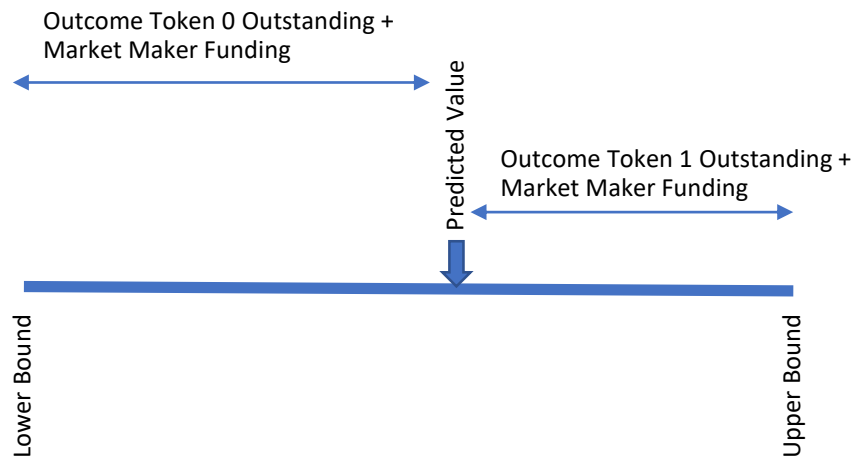 Outcome Token 0 Outstanding +
Market Maker Funding
Predicted Value
Outcome Token 1 Outstanding +
Market Maker Funding
Lower Bound
Upper Bound